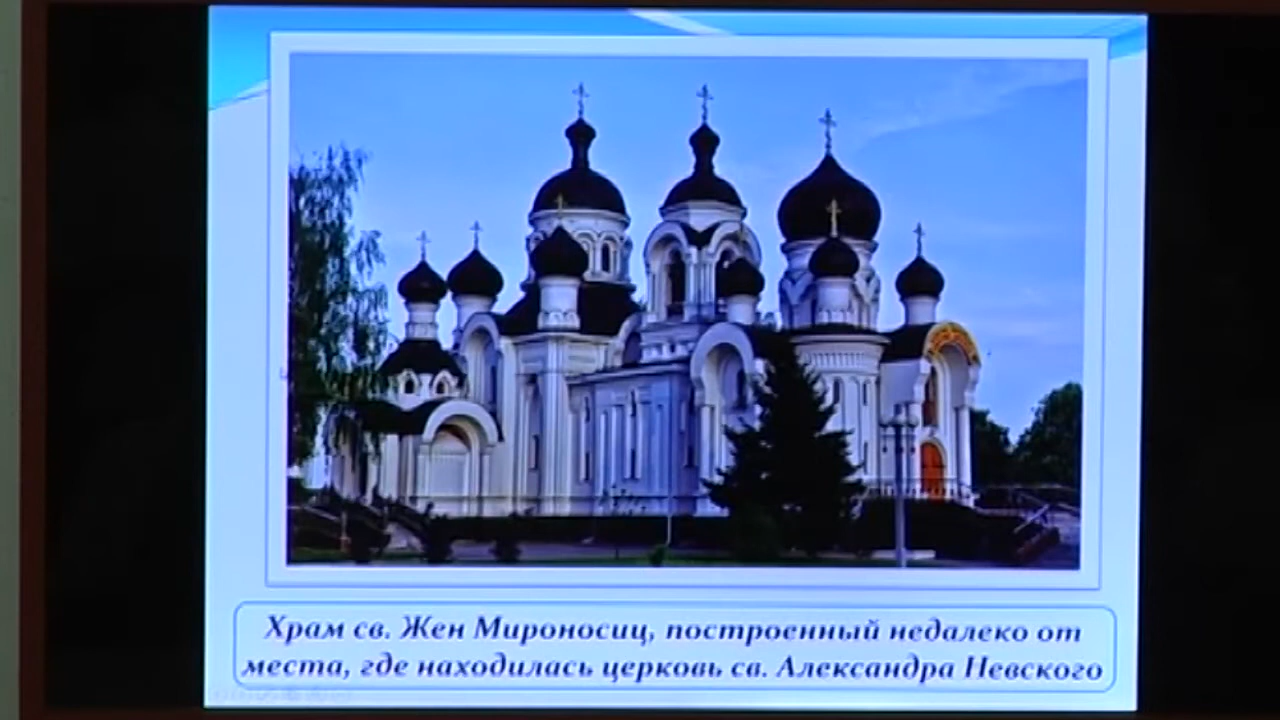 Храм св. Жен Мироносиц, построенный недалеко от
места, где находилась церковь св. Александра Невского